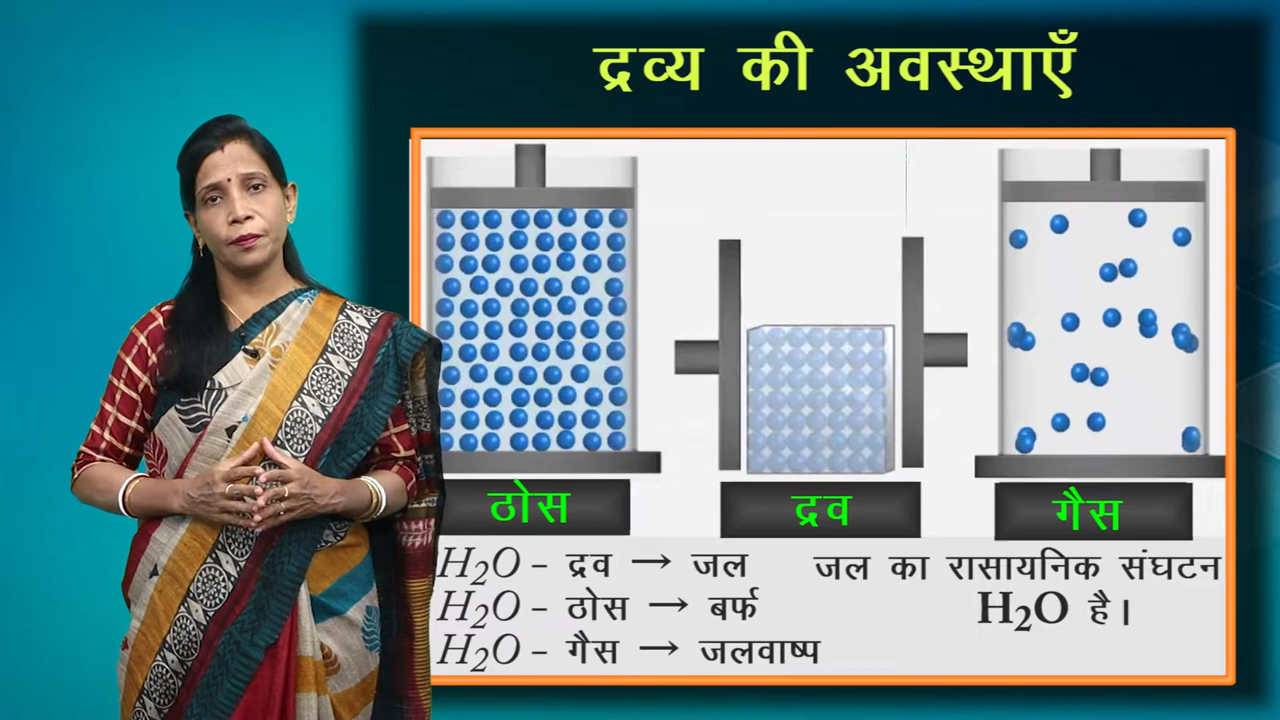 द्रव्य की अवस्थाएँ
ठोस
द्रव
गैस
H₂O – द्रव → जल
H₂O – ठोस → बर्फ
H₂O – गैस → जलवाष्प
जल का रासायनिक संघटन
H₂O है।